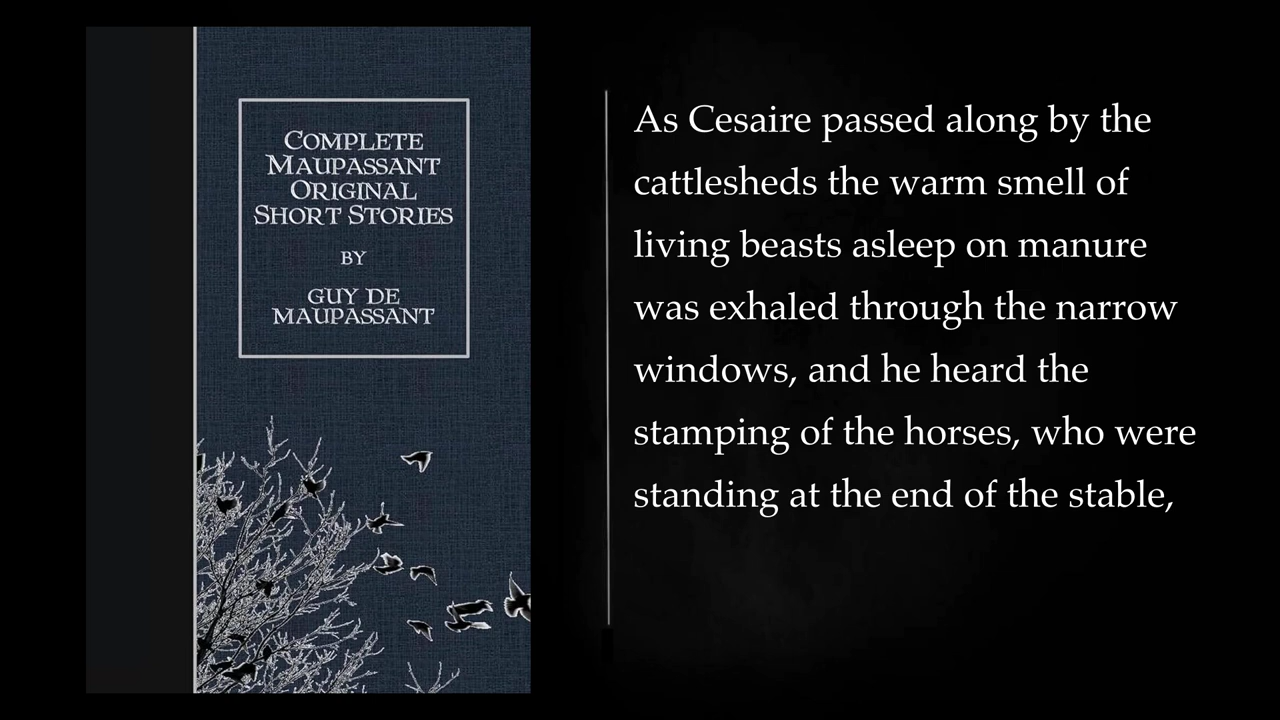 COMPLETE
MAUPASSANT
ORIGINAL
SHORT STORIES
BY
GUY DE
MAUPASSANT
As Cesaire passed along by the
cattlesheds the warm smell of
living beasts asleep on manure
was exhaled through the narrow
windows, and he heard the
stamping of the horses, who were
standing at the end of the stable,